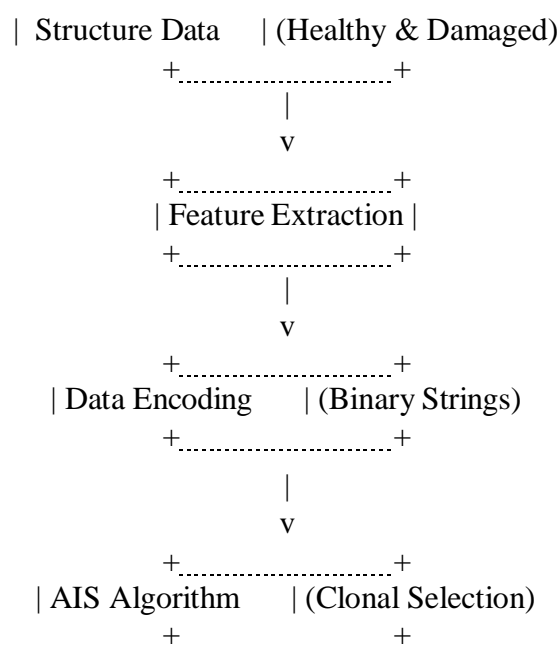 | Structure Data | (Healthy & Damaged)
+-----------------------+
|
v
+-----------------------+
| Feature Extraction |
+-----------------------+
|
v
+-----------------------+
| Data Encoding | (Binary Strings)
+-----------------------+
|
v
+-----------------------+
| AIS Algorithm | (Clonal Selection)
+ +